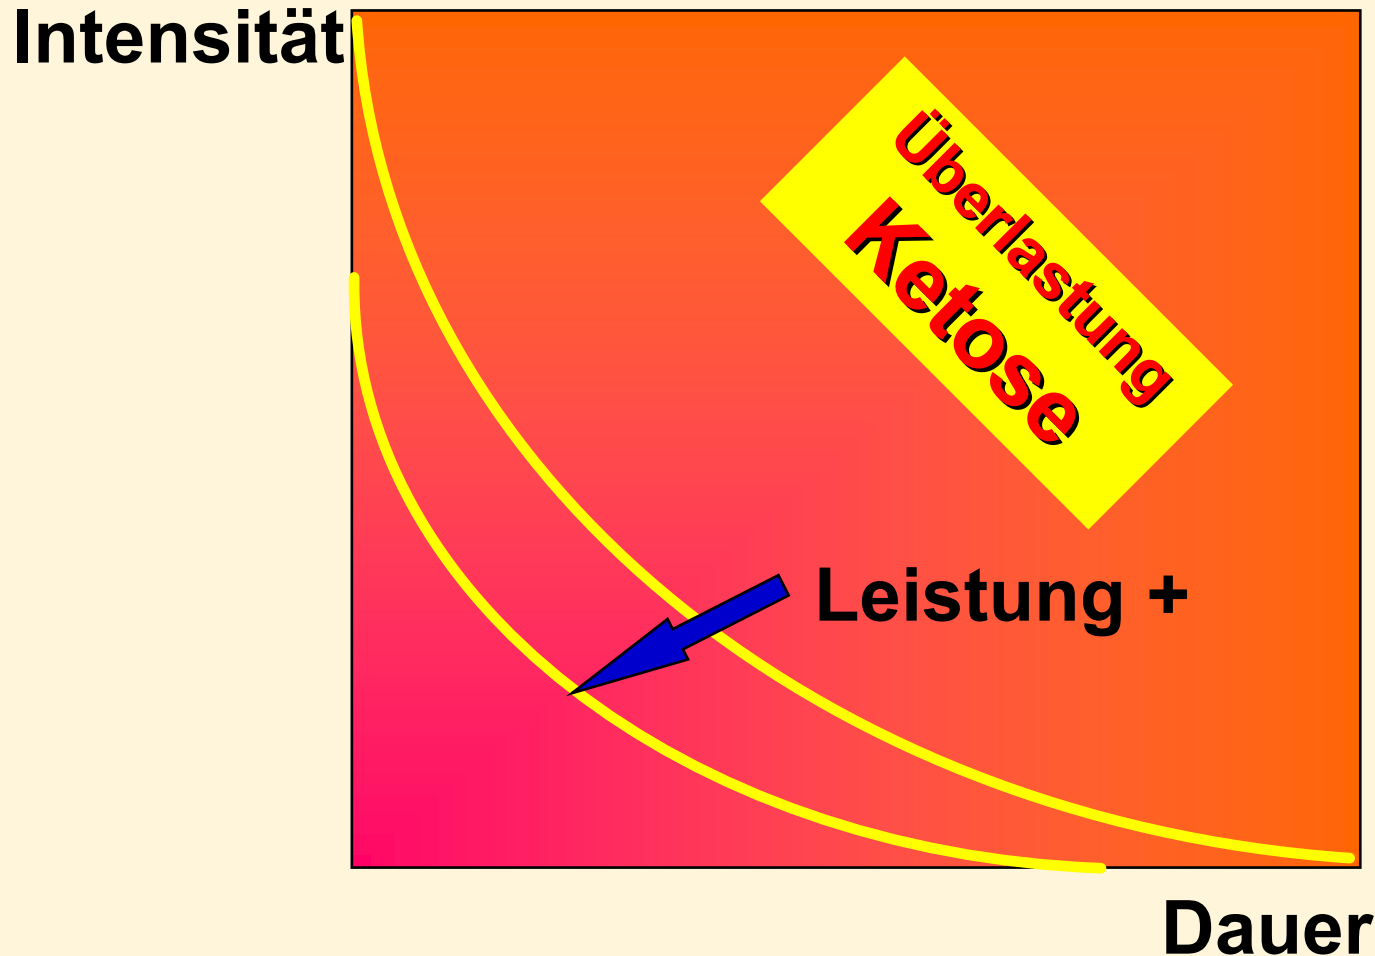 Intensität
Überlastung
Ketose
Leistung +
Dauer